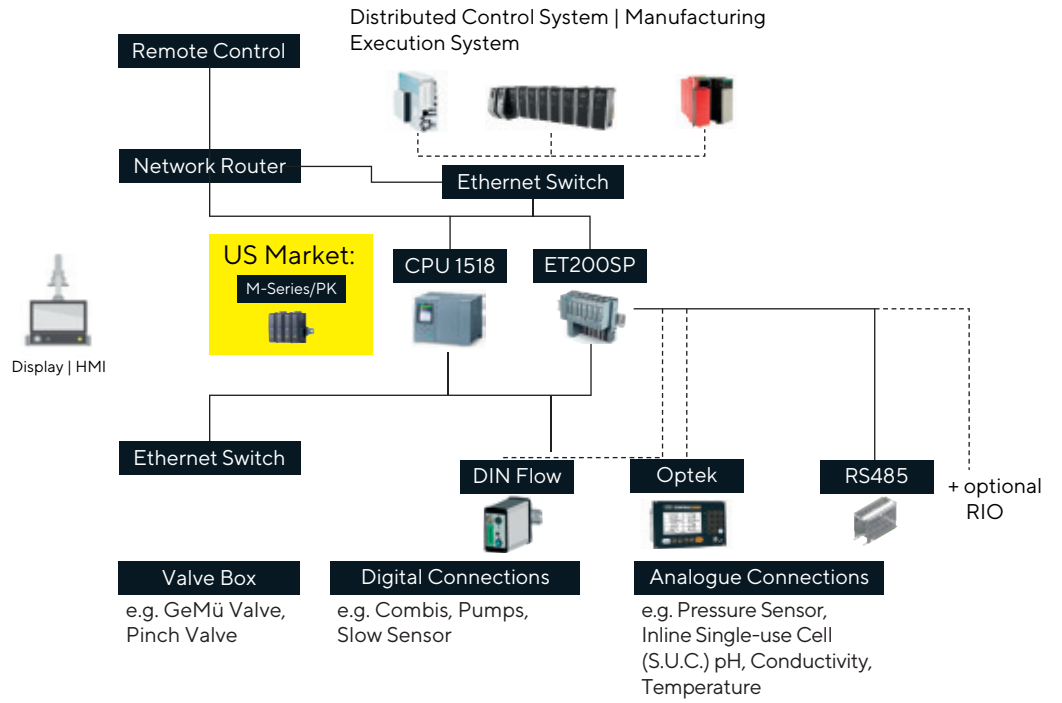 Distributed Control System | Manufacturing
Execution System
Remote Control
Network Router
Ethernet Switch
US Market:
M-Series/PK
CPU 1518
ET200SP
Display | HMI
Ethernet Switch
DIN Flow
Optek
RS485
+ optional
RIO
Valve Box
e.g. GeMü Valve,
Pinch Valve
Digital Connections
e.g. Combis, Pumps,
Slow Sensor
Analogue Connections
e.g. Pressure Sensor,
Inline Single-use Cell
(S.U.C.) pH, Conductivity,
Temperature